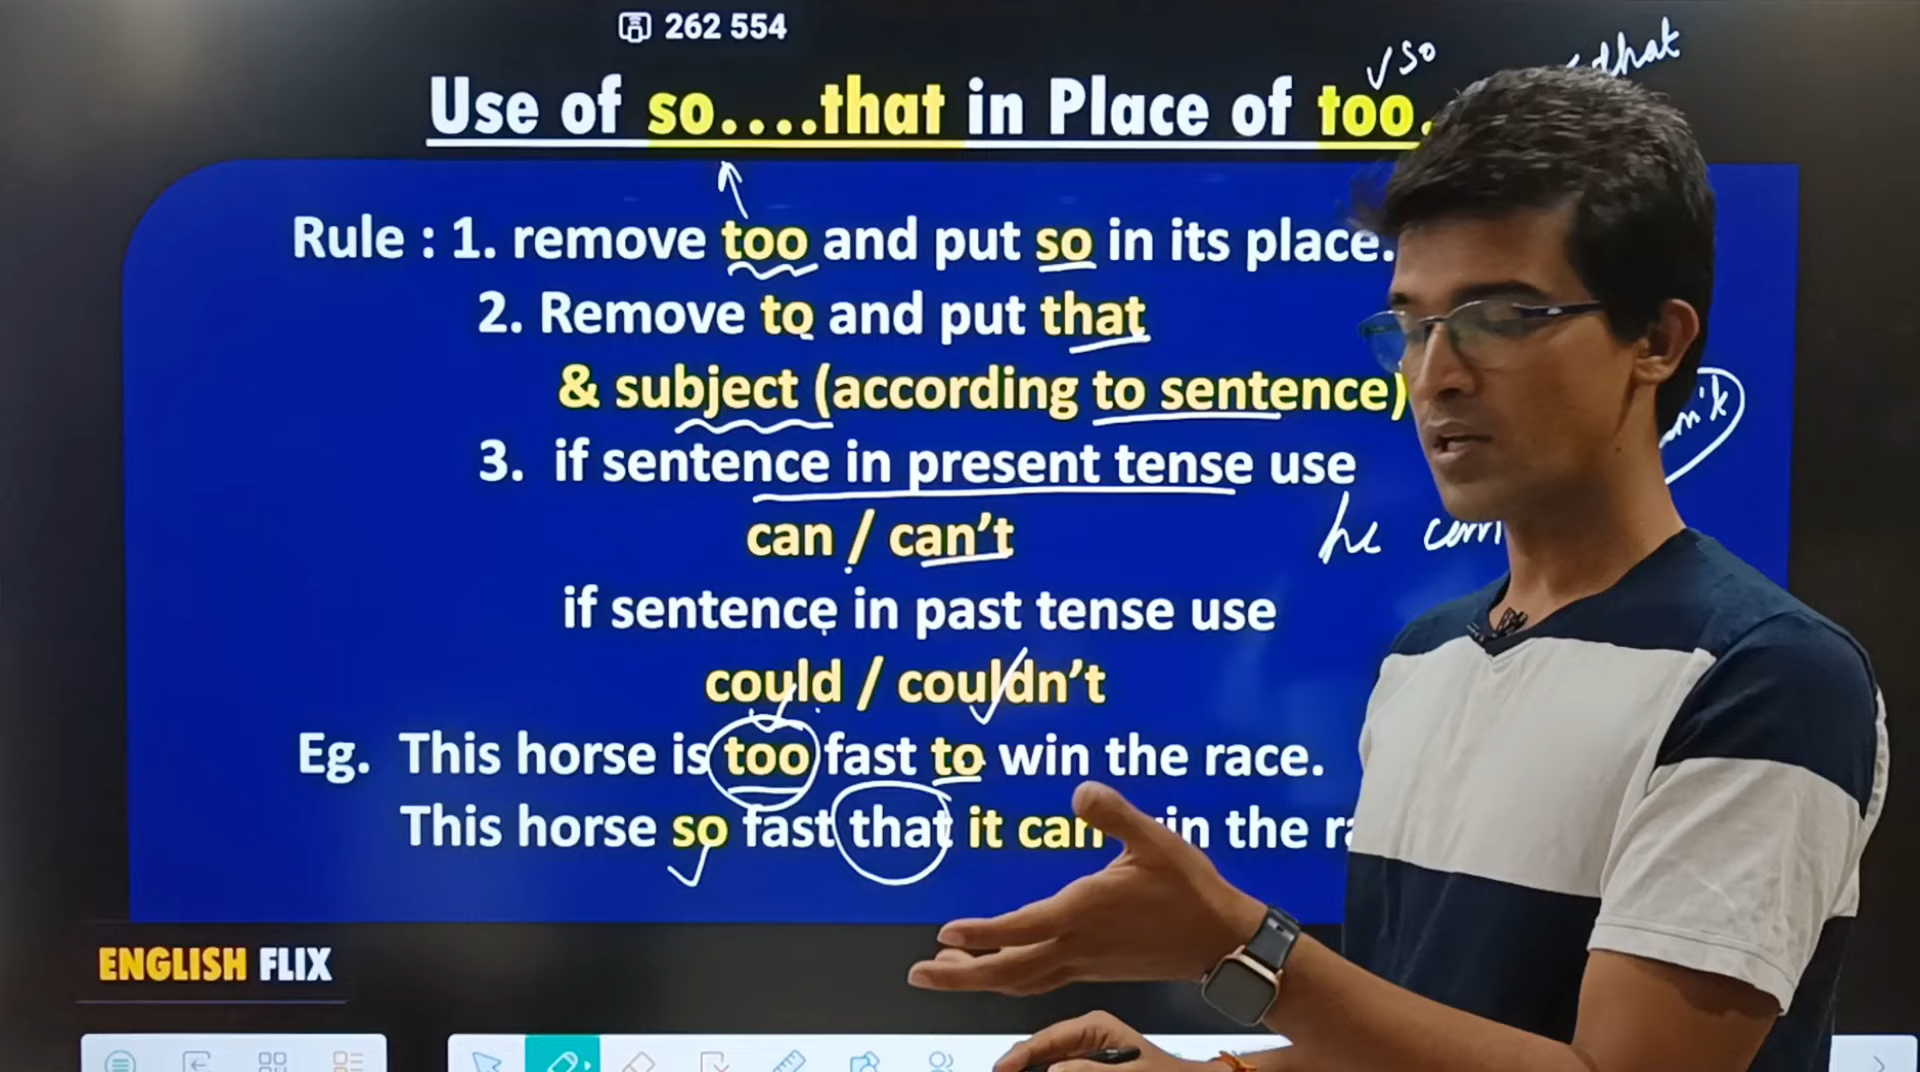 262 554
✓ so
that
Use of so....that in Place of too.
Rule : 1. remove too and put so in its place.
2. Remove to and put that
& subject (according to sentence)
3. if sentence in present tense use
can / can't
he
if sentence in past tense use
could / couldn't
Eg. This horse is too fast to win the race.
This horse so fast that it can in the
ENGLISH FLIX